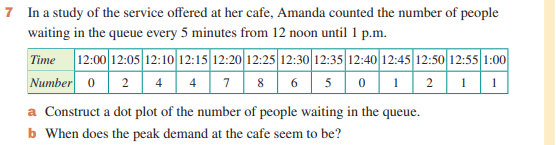 7 In a study of the service offered at her cafe, Amanda counted the number of people
waiting in the queue every 5 minutes from 12 noon until 1 p.m.
Time 12:00 12:05 12:10 12:15 12:20 12:25 12:30 12:35 12:40 12:45 12:50 12:55 1:00
Number 0 2 4 4 7 8 6 5 0 1 2 1 1
a Construct a dot plot of the number of people waiting in the queue.
b When does the peak demand at the cafe seem to be?